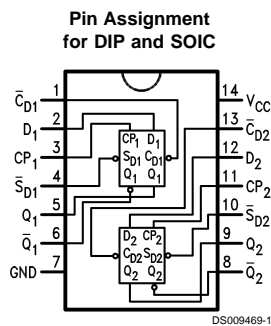 Pin Assignment
for DIP and SOIC
C̅D1 1 14 VCC
D1 2 13 C̅D2
CP1 3 12 D2
S̅D1 4 11 CP2
Q1 5 10 S̅D2
Q̅1 6 9 Q2
GND 7 8 Q̅2
CP1 D1
SD1 CD1
Q1 Q1
D2 CP2
CD2 SD2
Q2 Q2
DS009469-1